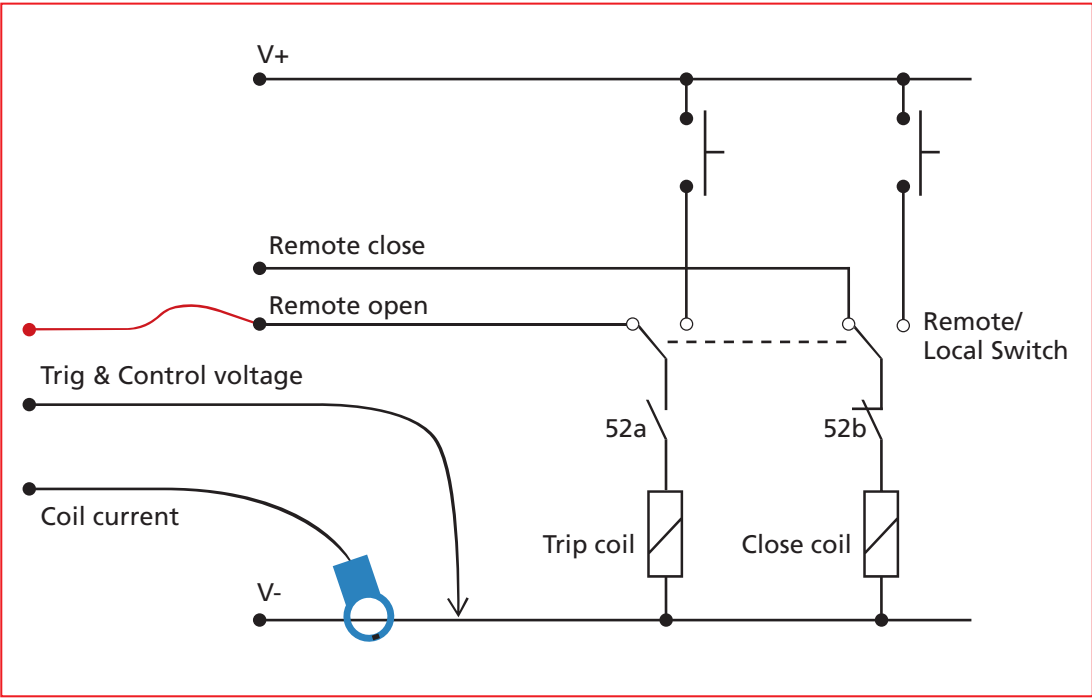 V+
Remote close
Remote open
Remote/
Local Switch
Trig & Control voltage
52a
52b
Coil current
Trip coil
Close coil
V-